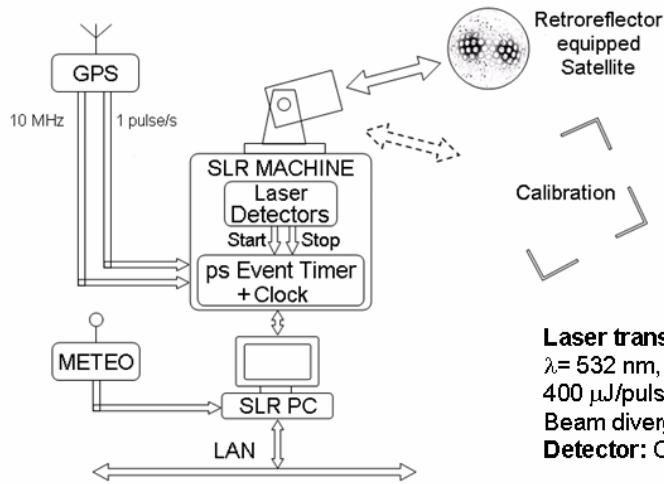 Retroreflector
equipped
Satellite
GPS
10 MHz
1 pulse/s
SLR MACHINE
Laser
Detectors
Start
Stop
ps Event Timer
+ Clock
Calibration
METEO
SLR PC
LAN
Laser trans
λ= 532 nm,
400 μJ/puls
Beam diverg
Detector: C